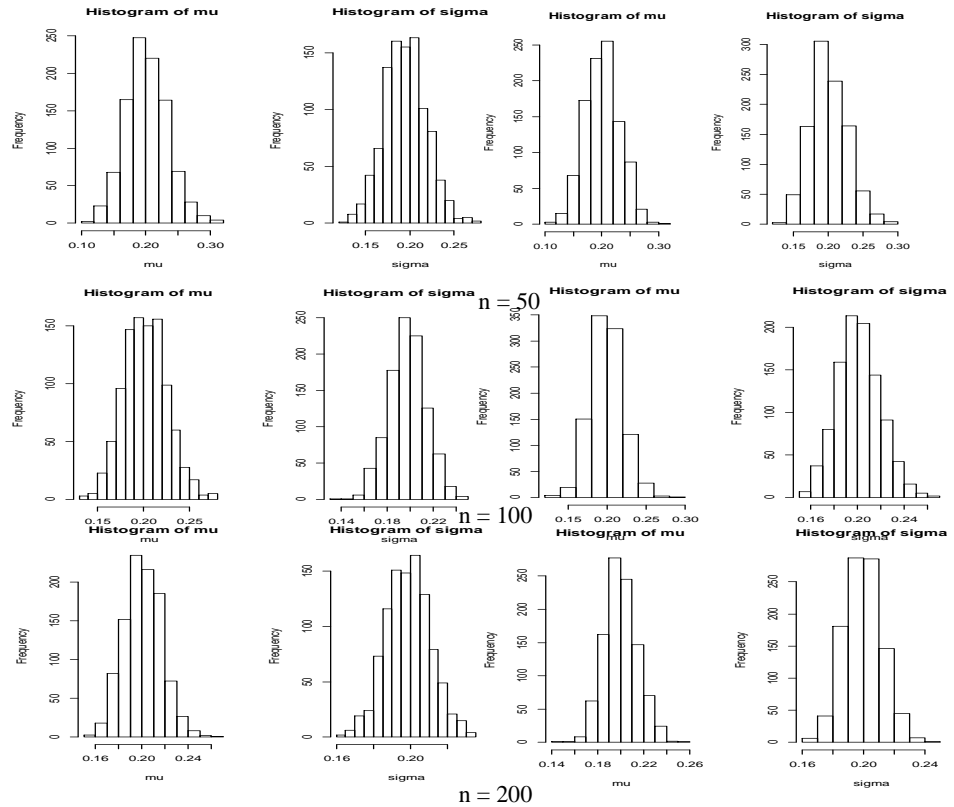 Histogram of mu
Histogram of sigma
Histogram of mu
Histogram of sigma
Frequency
0 50 100 150 200 250
0.10 0.20 0.30
mu
Frequency
0 50 100 150
0.15 0.20 0.25
sigma
Frequency
0 50 100 150 200 250
0.10 0.20 0.30
mu
Frequency
0 50 100 200 300
0.15 0.20 0.25 0.30
sigma
n = 50
Histogram of mu
Histogram of sigma
Histogram of mu
Histogram of sigma
Frequency
0 50 100 150
0.15 0.20 0.25
mu
Frequency
0 50 100 150 200 250
0.14 0.18 0.22
sigma
Frequency
0 50 100 150 200 250 300 350
0.15 0.20 0.25 0.30
mu
Frequency
0 50 100 150 200
0.16 0.20 0.24
sigma
n = 100
Histogram of mu
Histogram of sigma
Histogram of mu
Histogram of sigma
Frequency
0 50 100 150 200
0.16 0.20 0.24
mu
Frequency
0 50 100 150
0.16 0.20
sigma
Frequency
0 50 100 150 200 250
0.14 0.18 0.22 0.26
mu
Frequency
0 50 100 150 200 250
0.16 0.20 0.24
sigma
n = 200